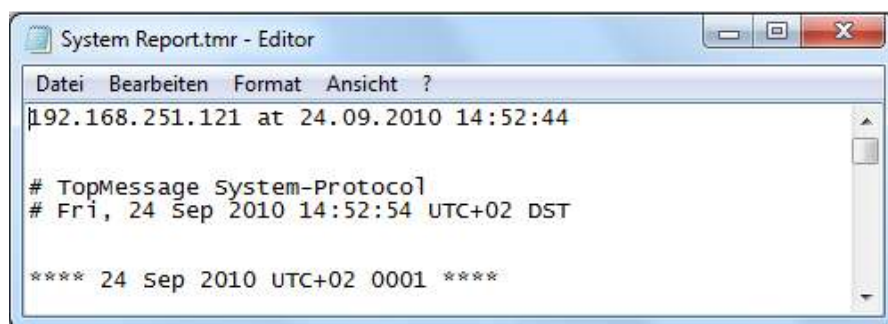 System Report.tmr - Editor
Datei Bearbeiten Format Ansicht ?
192.168.251.121 at 24.09.2010 14:52:44
# TopMessage System-Protocol
# Fri, 24 Sep 2010 14:52:54 UTC+02 DST
**** 24 Sep 2010 UTC+02 0001 ****